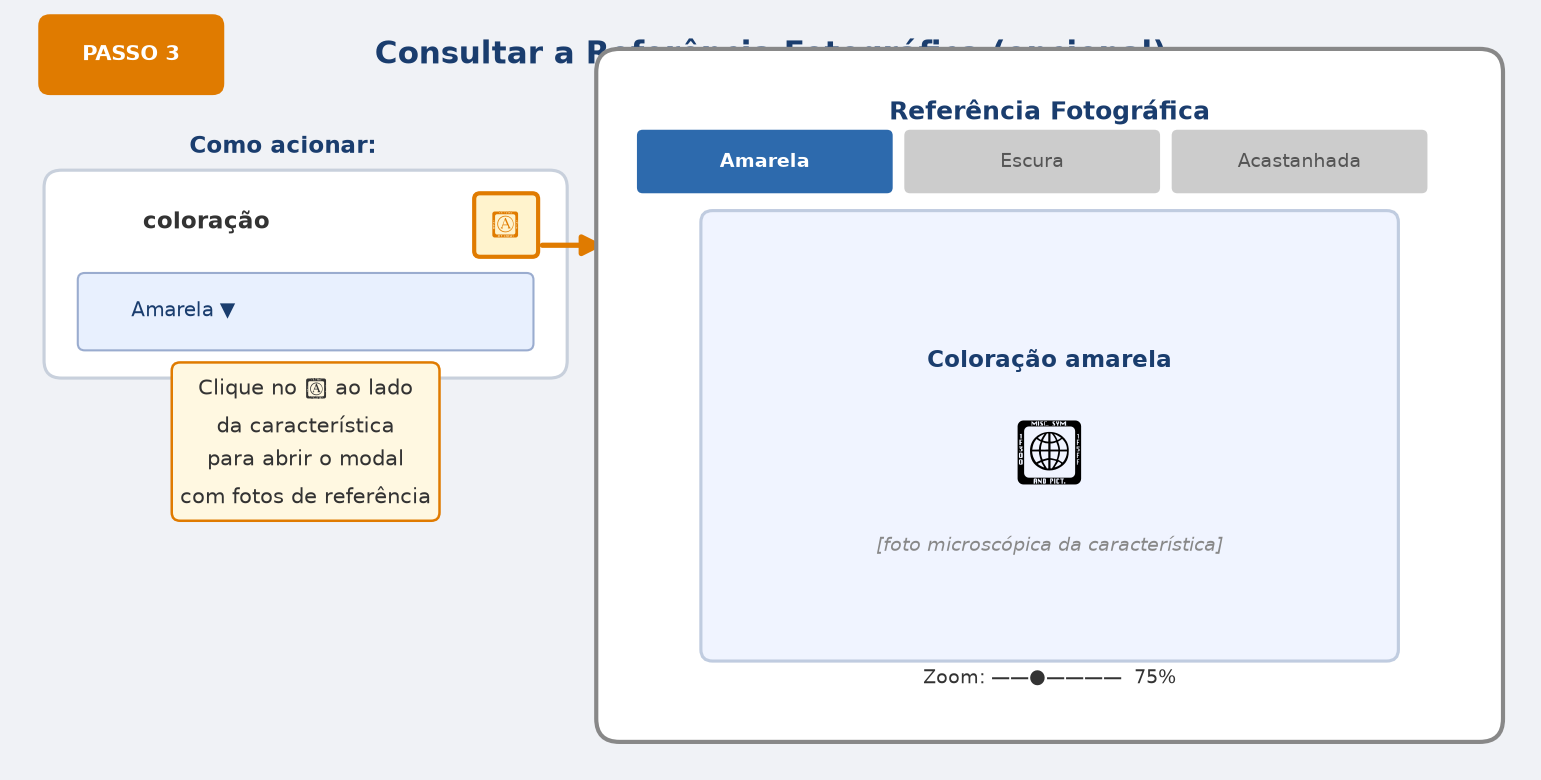 PASSO 3
Consultar a Referência Fotográfica (opcional)
Como acionar:
coloração
Amarela ▼
Clique no ao lado
da característica
para abrir o modal
com fotos de referência
Referência Fotográfica
Amarela
Escura
Acastanhada
Coloração amarela
[foto microscópica da característica]
Zoom: ——●———— 75%